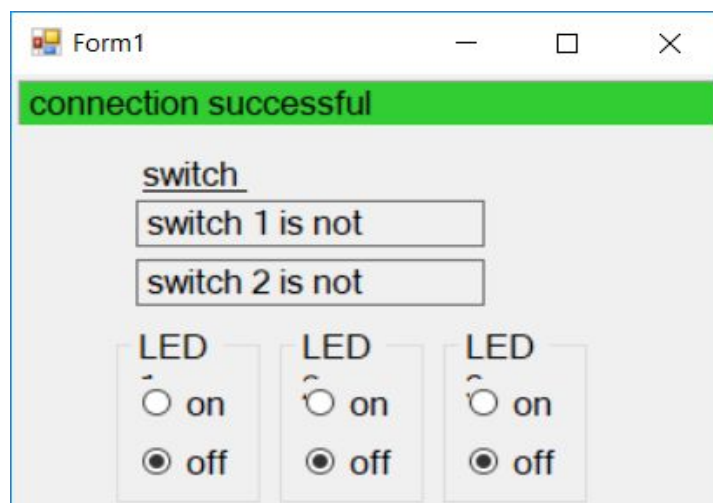 Form1
connection successful
switch
switch 1 is not
switch 2 is not
LED LED LED
on on on
off off off